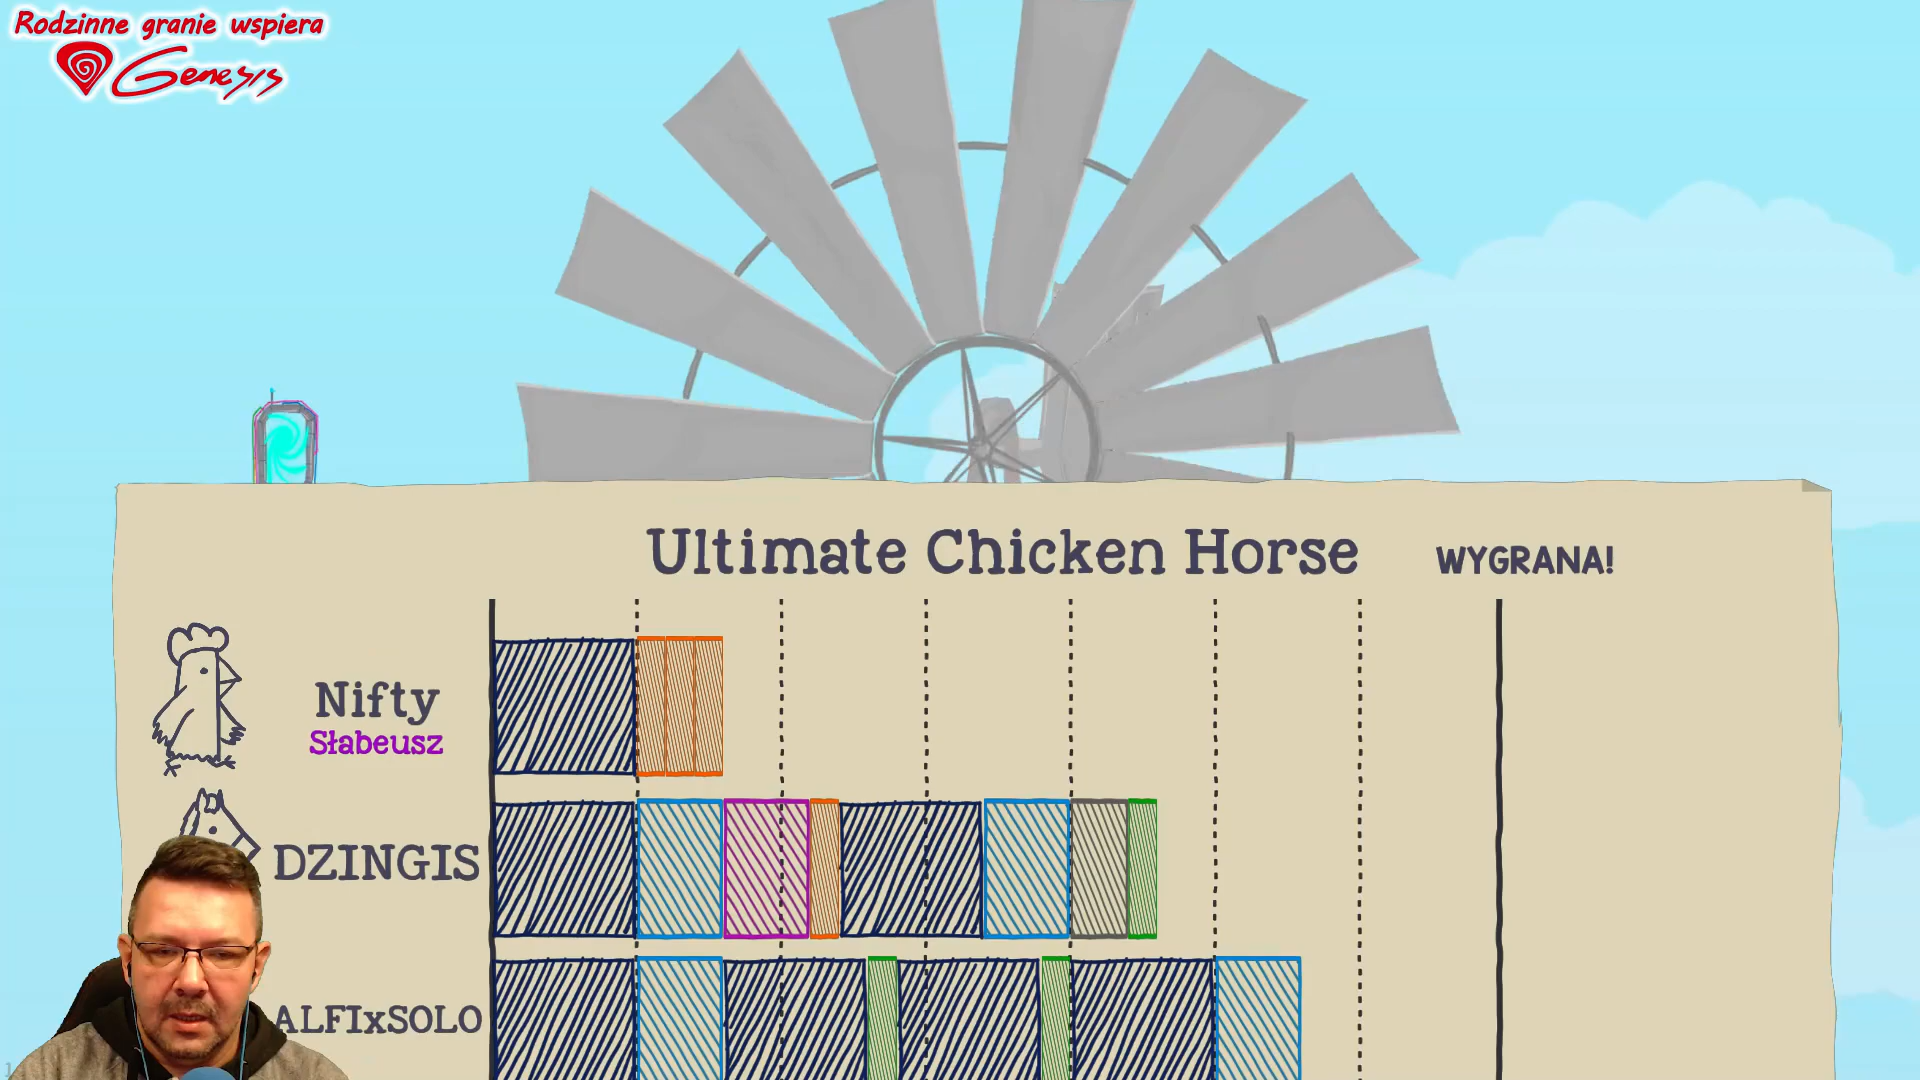 Rodzinne granie wspiera
Genesis
Ultimate Chicken Horse
WYGRANA!
Nifty
Słabeusz
DZINGIS
ALFIxSOLO